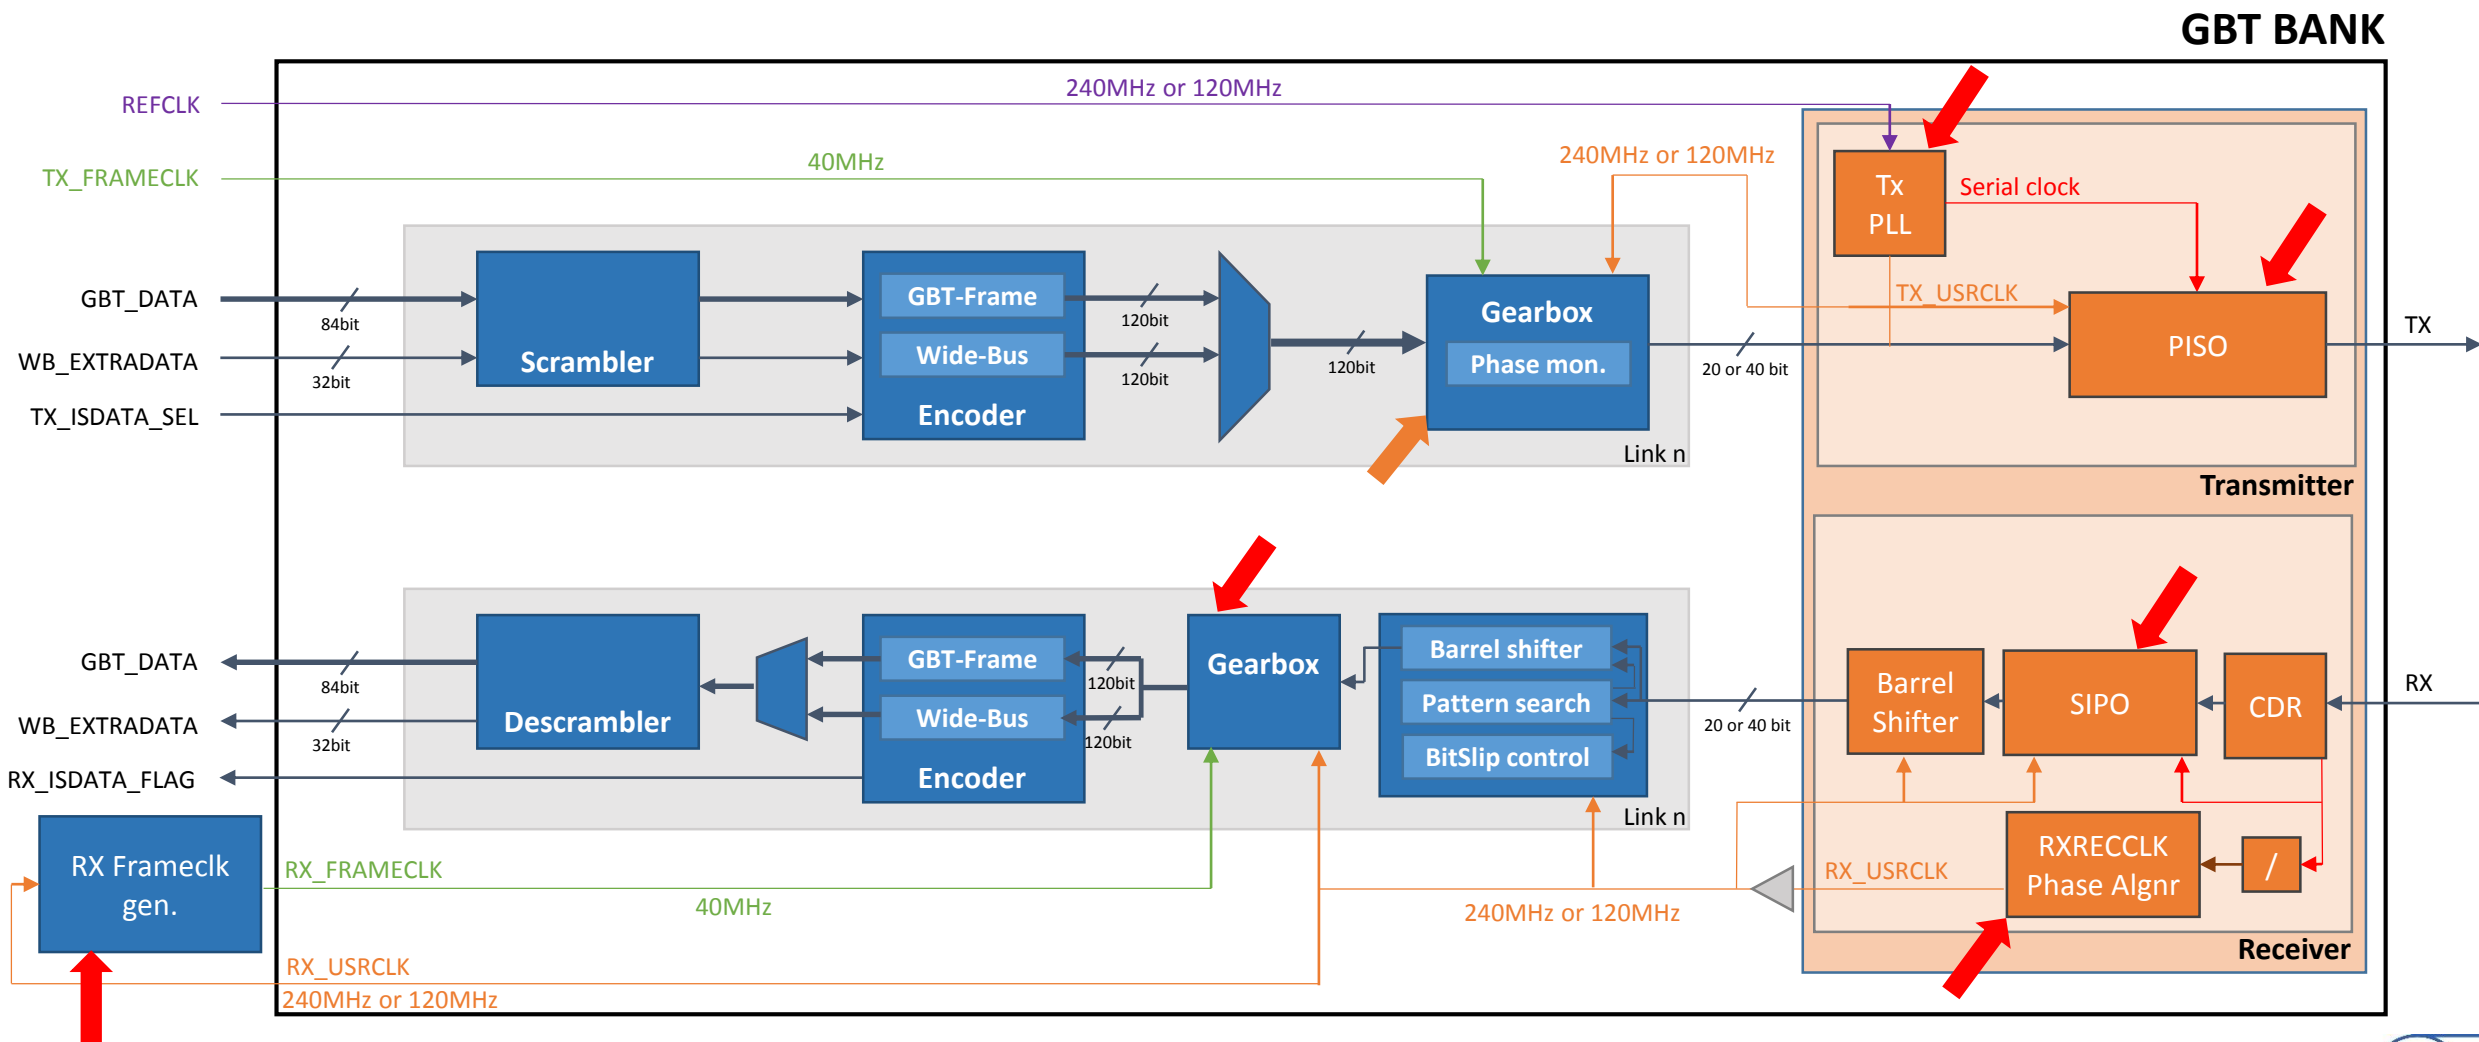 GBT BANK
REFCLK
240MHz or 120MHz
TX_FRAMECLK
40MHz
240MHz or 120MHz
Tx
PLL
Serial clock
GBT_DATA
84bit
WB_EXTRADATA
32bit
TX_ISDATA_SEL
Scrambler
GBT-Frame
Wide-Bus
Encoder
120bit
120bit
120bit
Gearbox
Phase mon.
Link n
20 or 40 bit
TX_USRCLK
PISO
TX
Transmitter
GBT_DATA
84bit
WB_EXTRADATA
32bit
RX_ISDATA_FLAG
Descrambler
GBT-Frame
Wide-Bus
Encoder
120bit
120bit
Gearbox
Barrel shifter
Pattern search
BitSlip control
Link n
20 or 40 bit
Barrel
Shifter
SIPO
CDR
RX
RX Frameclk
gen.
RX_FRAMECLK
40MHz
RX_USRCLK
240MHz or 120MHz
240MHz or 120MHz
RX_USRCLK
RXRECCLK
Phase Algnr
/
Receiver